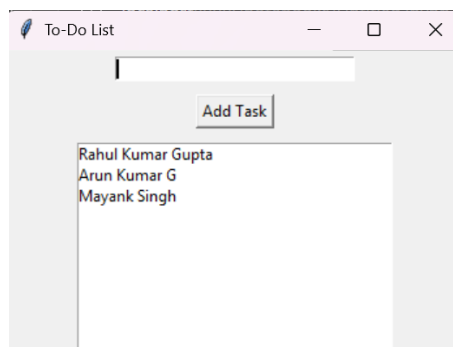 To-Do List
Add Task
Rahul Kumar Gupta
Arun Kumar G
Mayank Singh